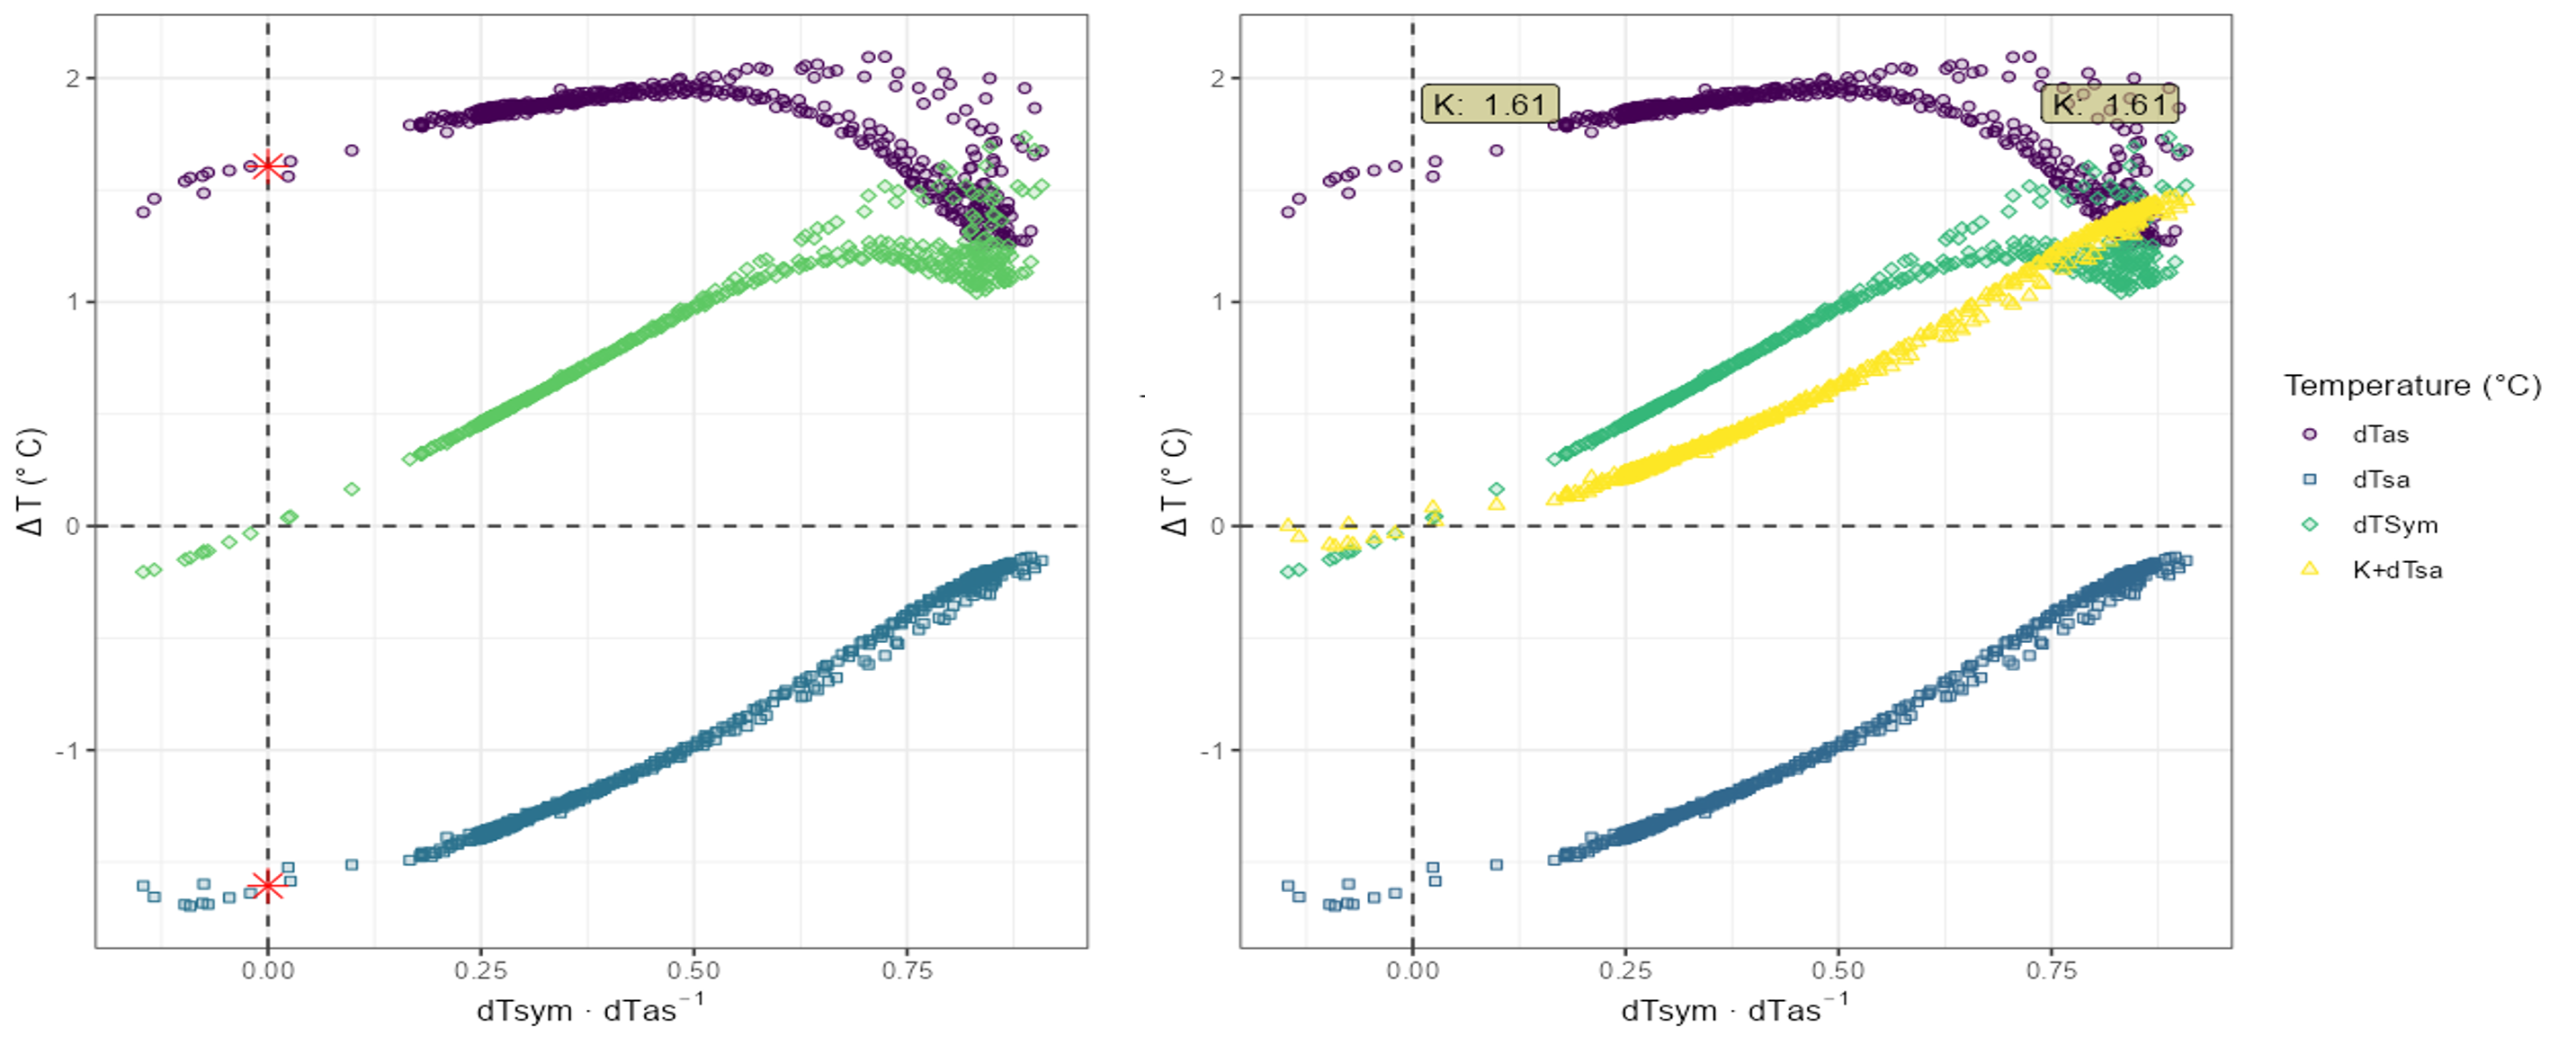 2
1
0
-1
ΔT (°C)
0.00 0.25 0.50 0.75
dTsym · dTas⁻¹
K: 1.61 K: 1.61
2
1
0
-1
ΔT (°C)
0.00 0.25 0.50 0.75
dTsym · dTas⁻¹
Temperature (°C)
dTas
dTsa
dTSym
K+dTsa